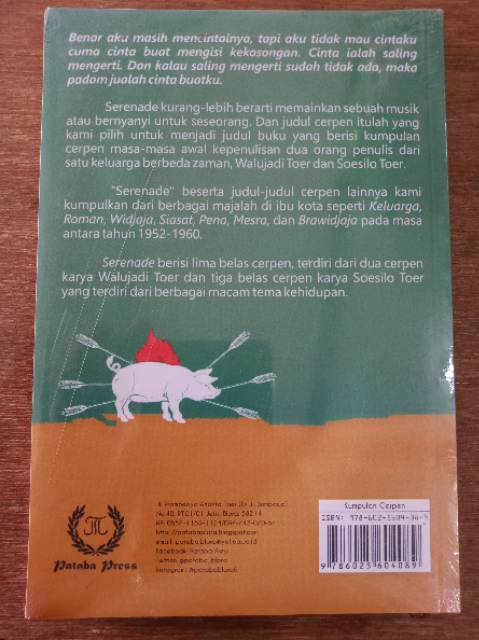 Benar aku masih mencintainya, tapi aku tidak mau cintaku
cuma cinta buat mengisi kekosongan. Cinta ialah saling
mengerti. Dan kalau saling mengerti sudah tidak ada, maka
padam jualah cinta buatku.
Serenade kurang-lebih berarti memainkan sebuah musik
atau bernyanyi untuk seseorang. Dan judul cerpen itulah yang
kami pilih untuk menjadi judul buku yang berisi kumpulan
cerpen masa-masa awal kepenulisan dua orang penulis dari
satu keluarga berbeda zaman, Walujadi Toer dan Soesilo Toer.
"Serenade" beserta judul-judul cerpen lainnya kami
kumpulkan dari berbagai majalah di ibu kota seperti Keluarga,
Roman, Widjaja, Siasat, Pena, Mesra, dan Brawidjaja pada masa
antara tahun 1952-1960.
Serenade berisi lima belas cerpen, terdiri dari dua cerpen
karya Walujadi Toer dan tiga belas cerpen karya Soesilo Toer
yang terdiri dari berbagai macam tema kehidupan.
Pataba Press
Kumpulan Cerpen
ISBN:
9 786025 604089